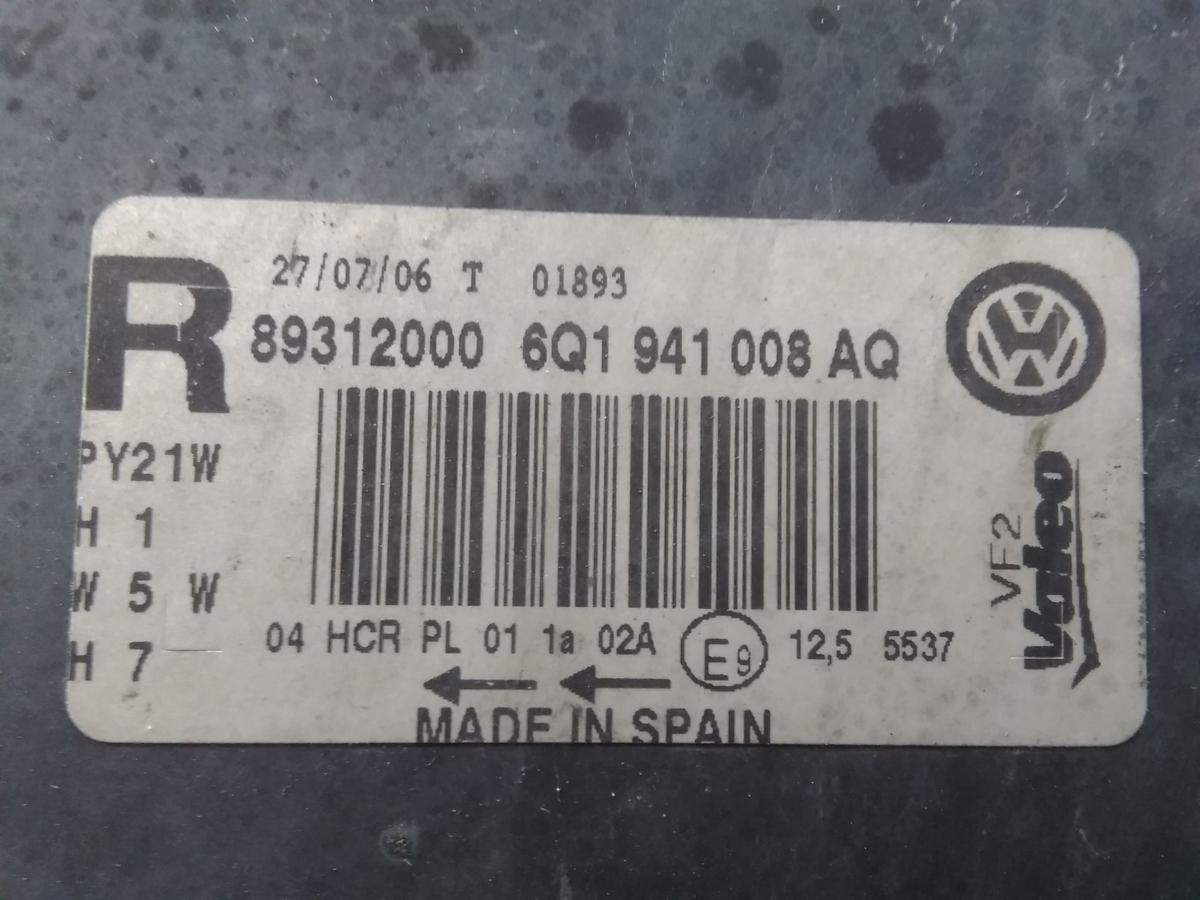 R
27/07/06 T 01893
89312000 6Q1 941 008 AQ
PY21W
H 1
W 5 W
H 7
04 HCR PL 01 1a 02A E9 12,5 5537
MADE IN SPAIN
VF2
Valeo